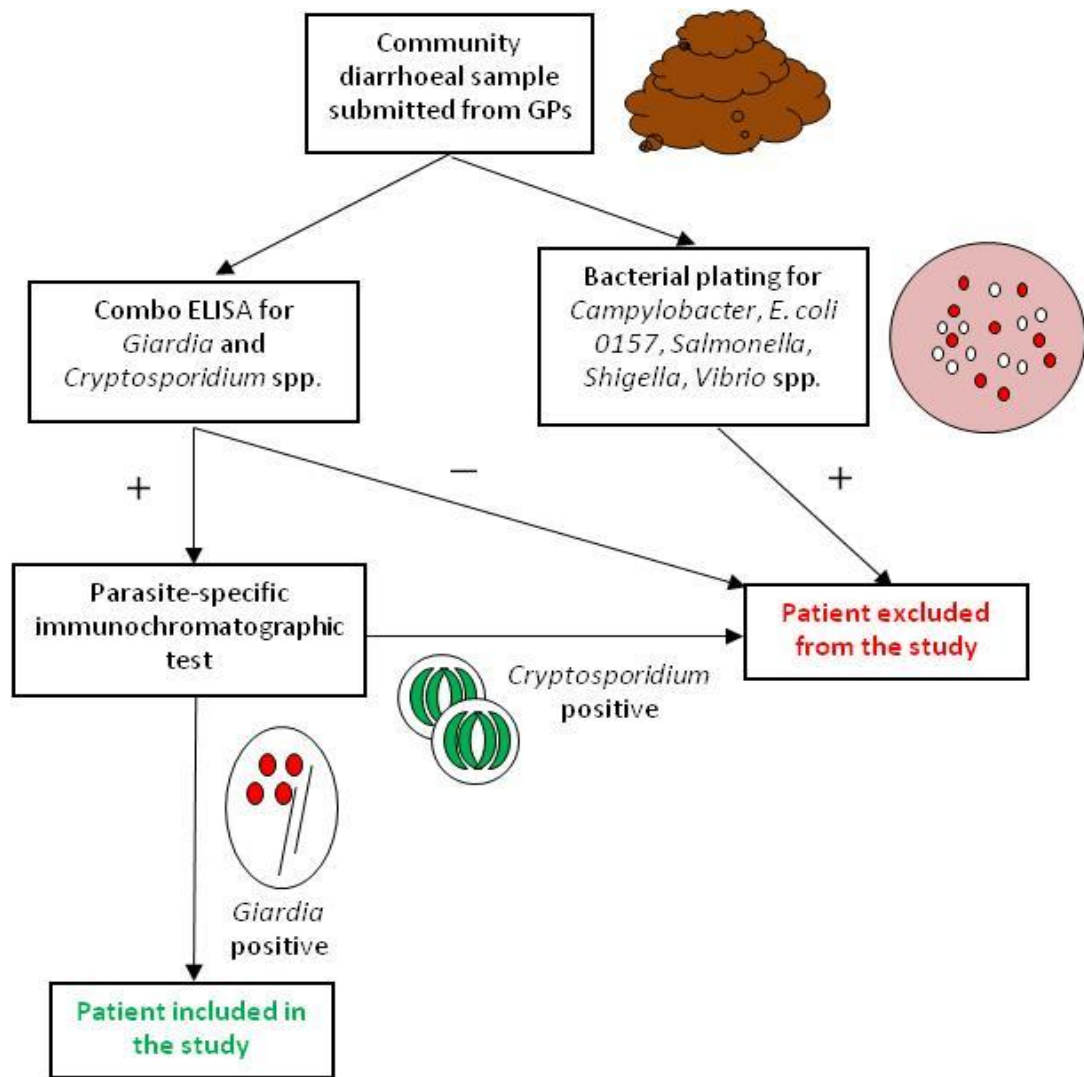 Community
diarrhoeal sample
submitted from GPs
Combo ELISA for
Giardia and
Cryptosporidium spp.
Bacterial plating for
Campylobacter, E. coli
0157, Salmonella,
Shigella, Vibrio spp.
+
–
+
Parasite-specific
immunochromatographic
test
Patient excluded
from the study
Cryptosporidium
positive
Giardia
positive
Patient included in
the study